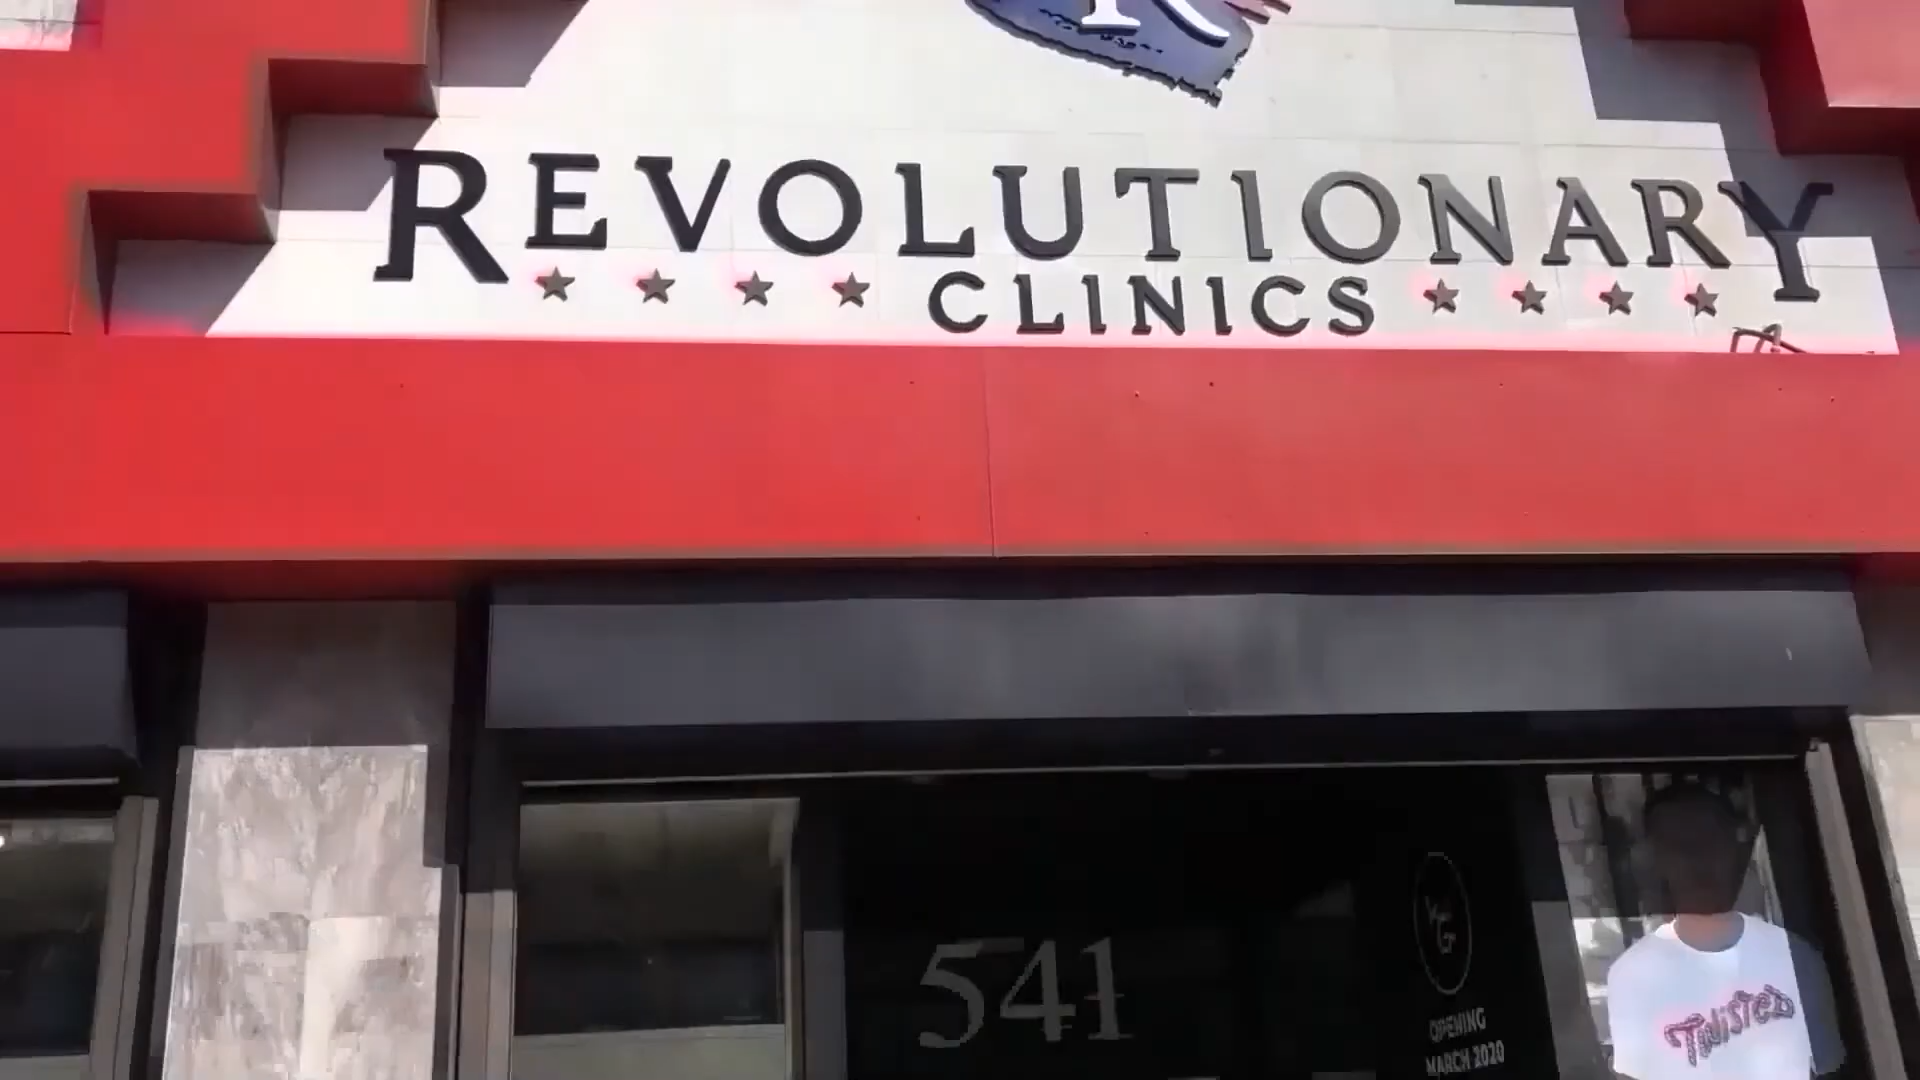 R
REVOLUTIONARY
CLINICS
541
OPENING
MARCH 2020
TWISTED